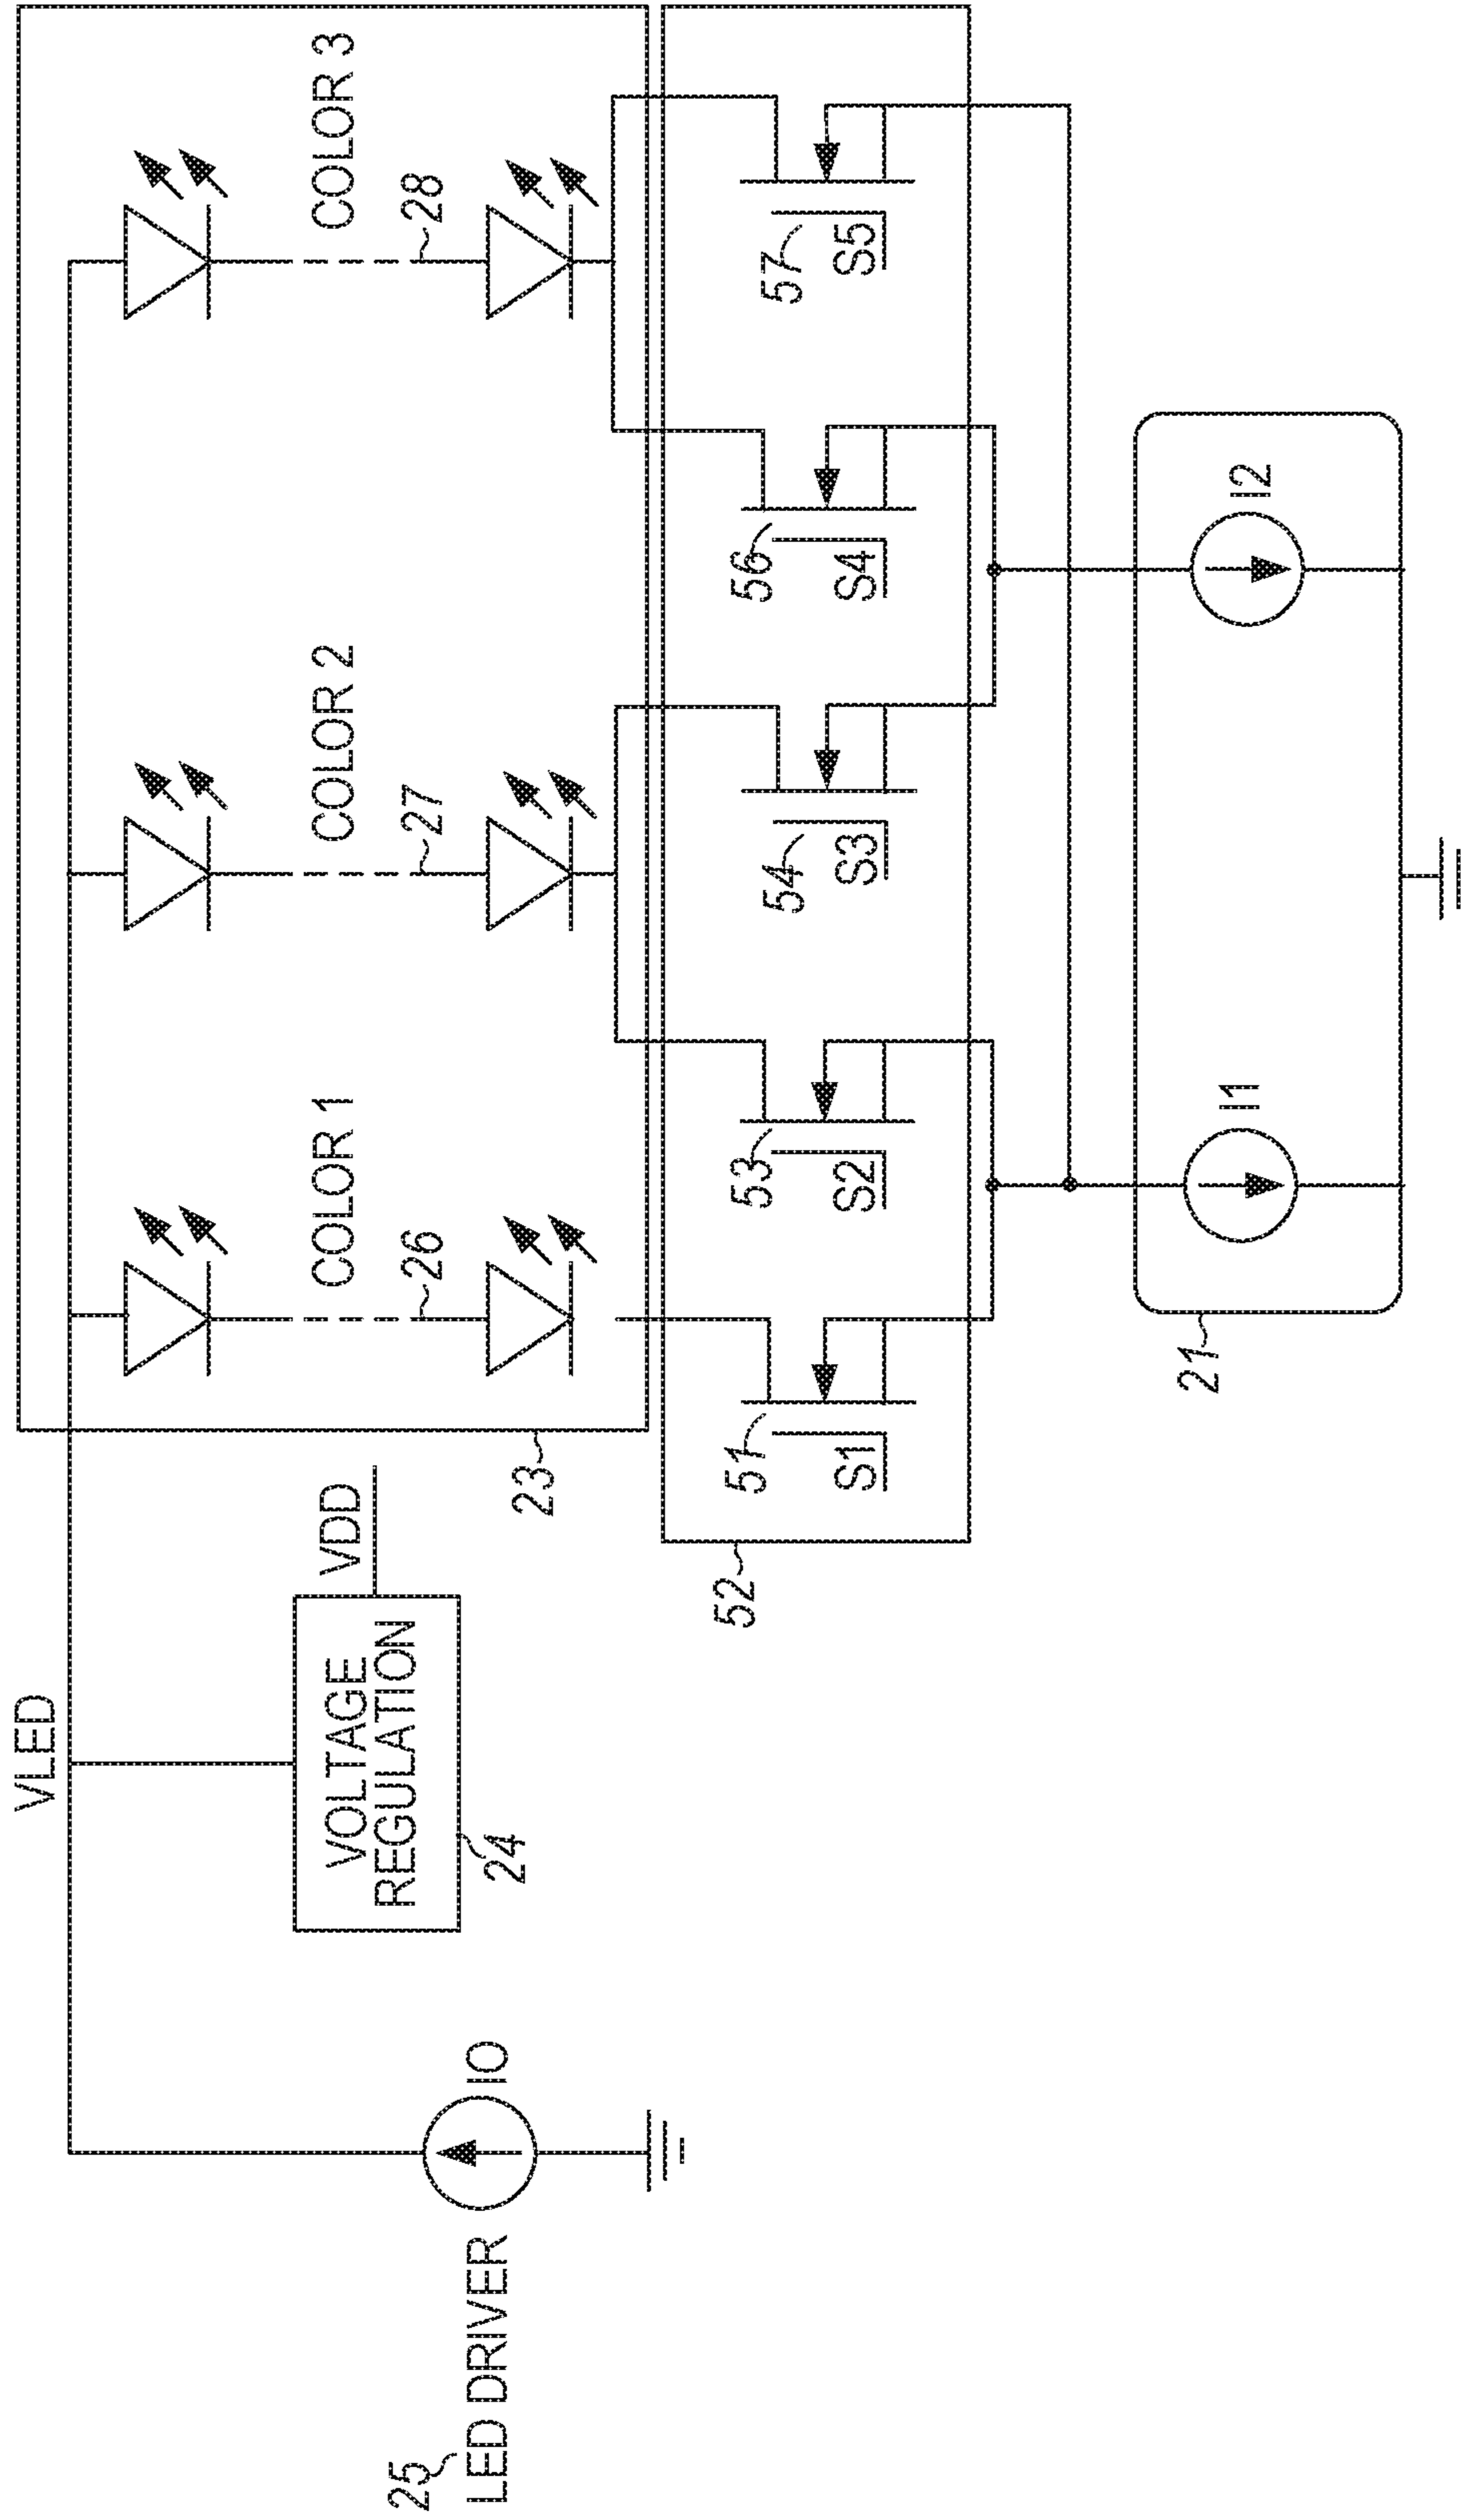 VLED
25
LED DRIVER
IO
VOLTAGE
REGULATION
24
VDD
23
COLOR 1
26
COLOR 2
27
COLOR 3
28
52
51
S1
53
S2
54
S3
56
S4
57
S5
21
I1
I2